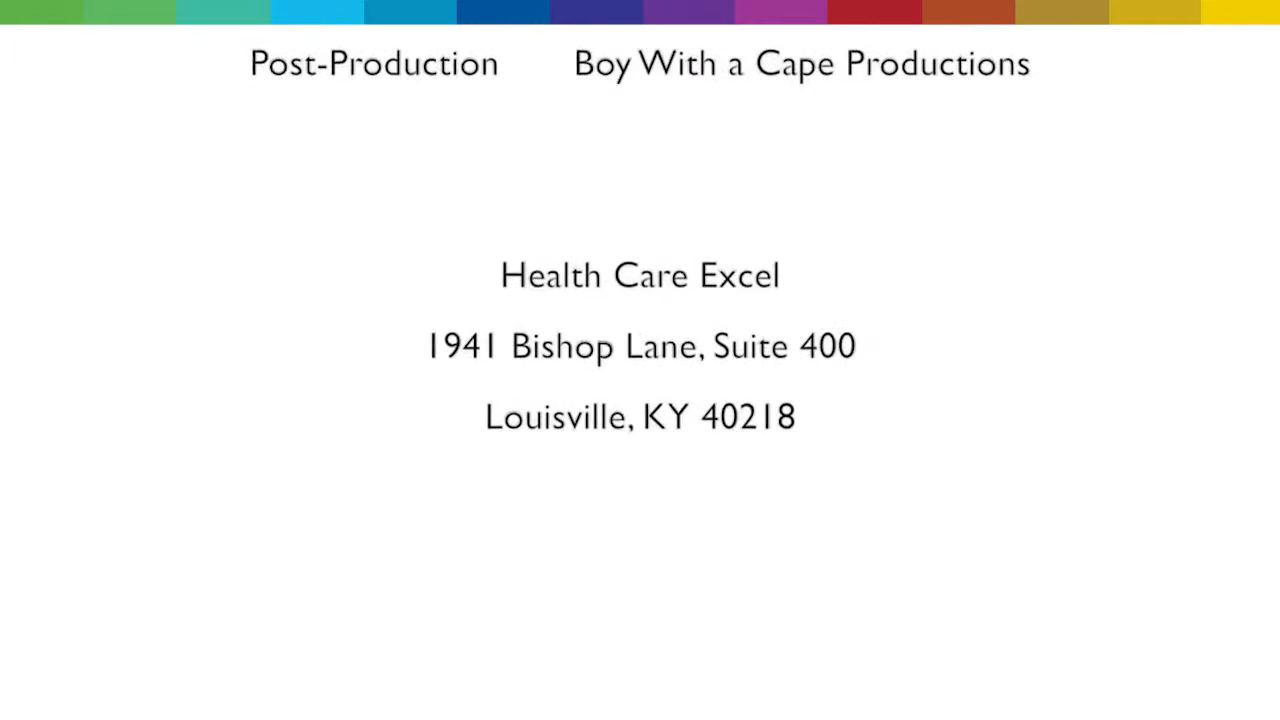 Post-Production Boy With a Cape Productions
Health Care Excel
1941 Bishop Lane, Suite 400
Louisville, KY 40218